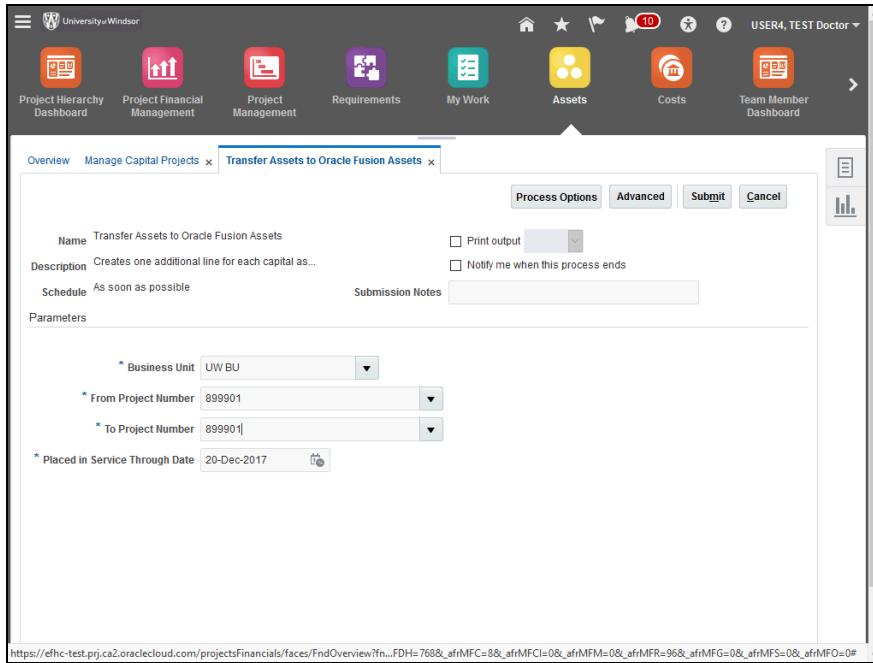 University of Windsor
10
USER4, TEST Doctor
Project Hierarchy Dashboard
Project Financial Management
Project Management
Requirements
My Work
Assets
Costs
Team Member Dashboard
Overview
Manage Capital Projects x
Transfer Assets to Oracle Fusion Assets x
Process Options
Advanced
Submit
Cancel
Name Transfer Assets to Oracle Fusion Assets
Print output
Description Creates one additional line for each capital as...
Notify me when this process ends
Schedule As soon as possible
Submission Notes
Parameters
* Business Unit UW BU
* From Project Number 899901
* To Project Number 899901
* Placed in Service Through Date 20-Dec-2017
https://efhc-test.prj.ca2.oraclecloud.com/projectsFinancials/faces/FndOverview?fn...FDH=768&_afrMFC=8&_afrMFCI=0&_afrMFM=0&_afrMFR=96&_afrMFG=0&_afrMFS=0&_afrMFO=0#